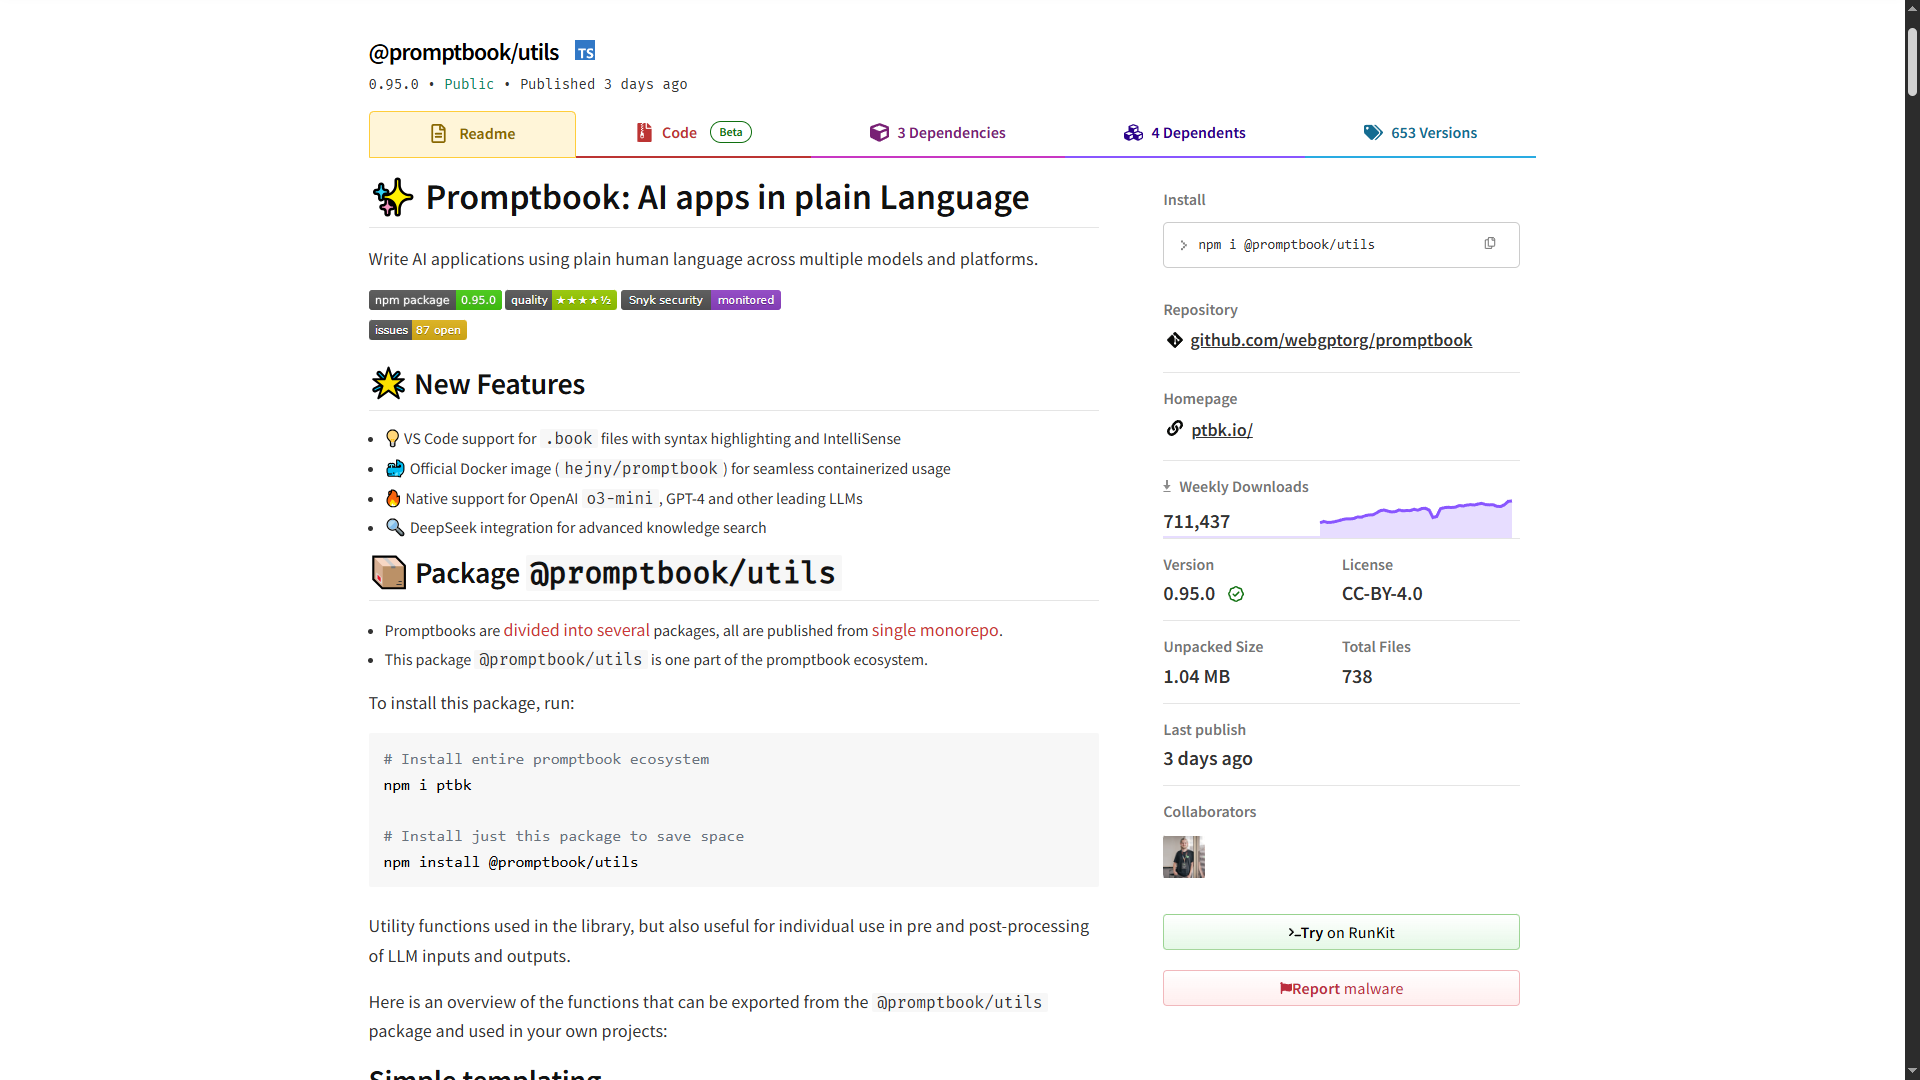 @promptbook/utils TS
0.95.0 • Public • Published 3 days ago
Readme
Code Beta
3 Dependencies
4 Dependents
653 Versions
✨ Promptbook: AI apps in plain Language
Write AI applications using plain human language across multiple models and platforms.
npm package 0.95.0 quality ★★★★½ Snyk security monitored
issues 87 open
🌟 New Features
• 💡 VS Code support for .book files with syntax highlighting and IntelliSense
• 🐳 Official Docker image ( hejny/promptbook ) for seamless containerized usage
• 🔥 Native support for OpenAI o3-mini , GPT-4 and other leading LLMs
• 🔍 DeepSeek integration for advanced knowledge search
📦 Package @promptbook/utils
• Promptbooks are divided into several packages, all are published from single monorepo.
• This package @promptbook/utils is one part of the promptbook ecosystem.
To install this package, run:
# Install entire promptbook ecosystem
npm i ptbk
# Install just this package to save space
npm install @promptbook/utils
Utility functions used in the library, but also useful for individual use in pre and post-processing
of LLM inputs and outputs.
Here is an overview of the functions that can be exported from the @promptbook/utils
package and used in your own projects:
Simple templating
Install
> npm i @promptbook/utils
Repository
github.com/webgptorg/promptbook
Homepage
ptbk.io/
Weekly Downloads
711,437
Version License
0.95.0 CC-BY-4.0
Unpacked Size Total Files
1.04 MB 738
Last publish
3 days ago
Collaborators
Try on RunKit
Report malware